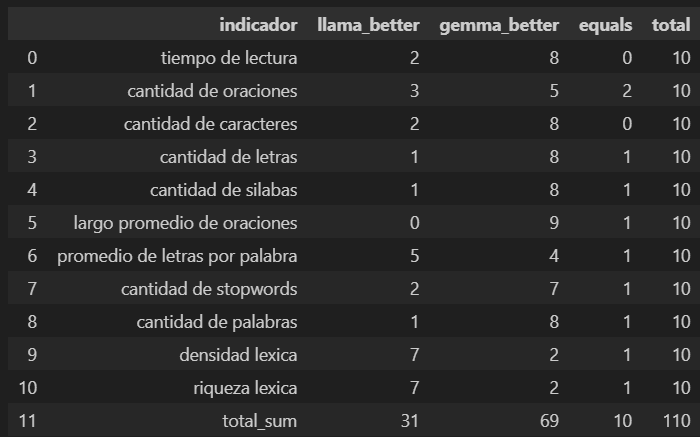 indicador llama_better gemma_better equals total
0 tiempo de lectura 2 8 0 10
1 cantidad de oraciones 3 5 2 10
2 cantidad de caracteres 2 8 0 10
3 cantidad de letras 1 8 1 10
4 cantidad de silabas 1 8 1 10
5 largo promedio de oraciones 0 9 1 10
6 promedio de letras por palabra 5 4 1 10
7 cantidad de stopwords 2 7 1 10
8 cantidad de palabras 1 8 1 10
9 densidad lexica 7 2 1 10
10 riqueza lexica 7 2 1 10
11 total_sum 31 69 10 110